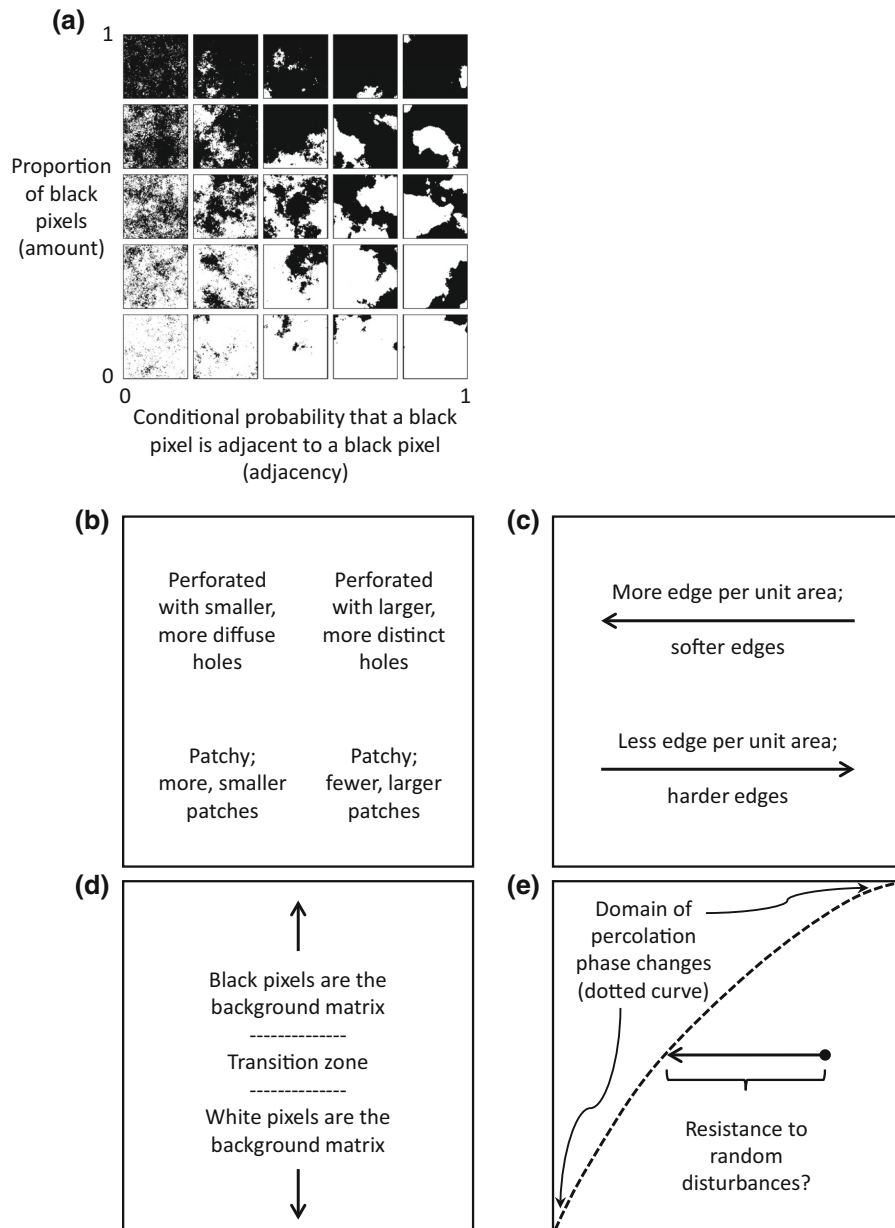 (a)
1
Proportion
of black
pixels
(amount)
0
0
1
Conditional probability that a black
pixel is adjacent to a black pixel
(adjacency)
(b)
Perforated
with smaller,
more diffuse
holes
Perforated
with larger,
more distinct
holes
Patchy;
more, smaller
patches
Patchy;
fewer, larger
patches
(c)
More edge per unit area;
softer edges
Less edge per unit area;
harder edges
(d)
Black pixels are the
background matrix
--------------
Transition zone
--------------
White pixels are the
background matrix
(e)
Domain of
percolation
phase changes
(dotted curve)
Resistance to
random
disturbances?